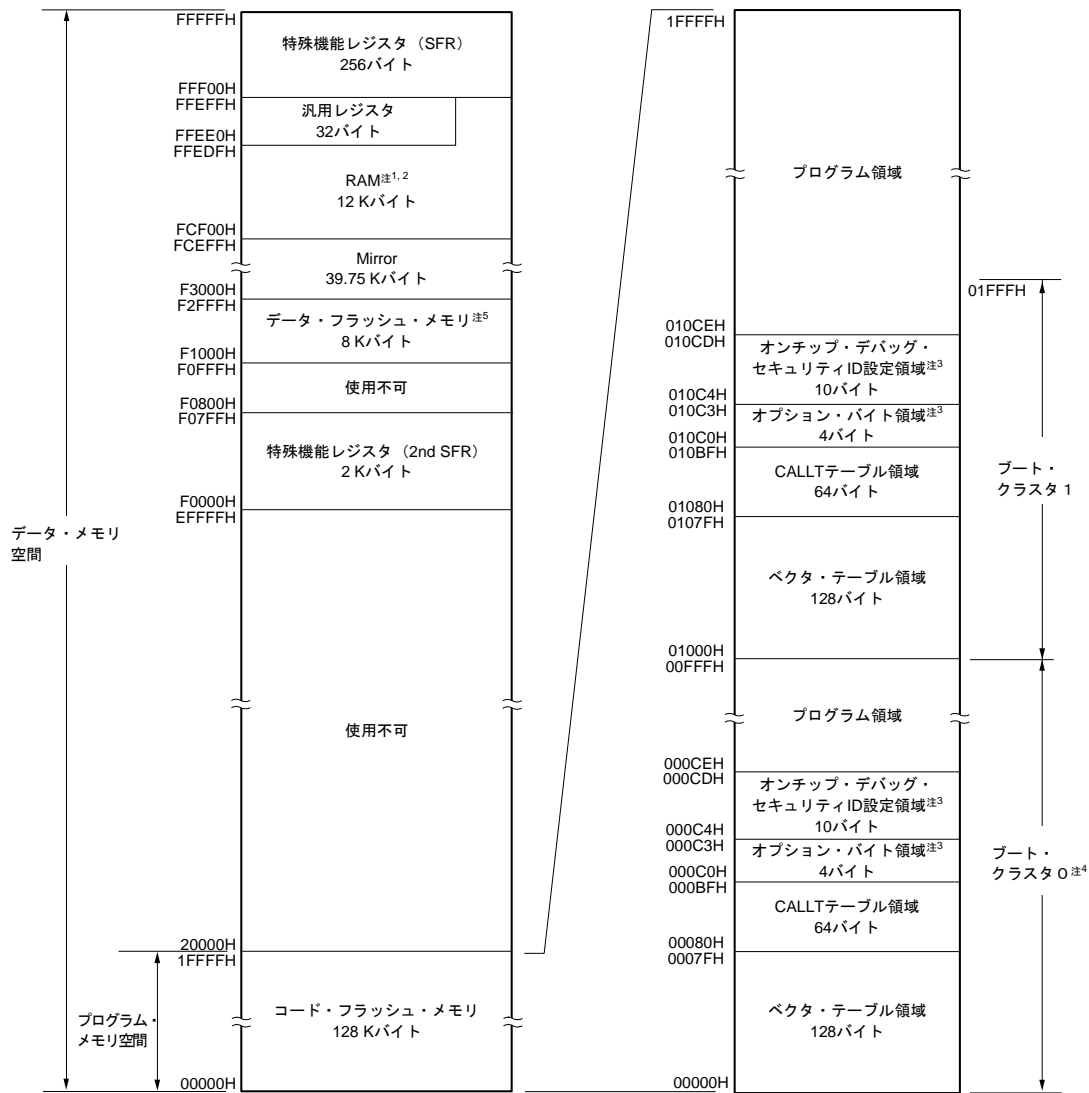 FFFFFH
特殊機能レジスタ（SFR）
256バイト
FFF00H
FFEFFH
汎用レジスタ
32バイト
FFEE0H
FFEDFH
RAM注1, 2
12 Kバイト
FCF00H
FCEFFH
Mirror
39.75 Kバイト
F3000H
F2FFFH
データ・フラッシュ・メモリ注5
8 Kバイト
F1000H
F0FFFH
使用不可
F0800H
F07FFH
特殊機能レジスタ（2nd SFR）
2 Kバイト
F0000H
EFFFFH
データ・メモリ
空間
使用不可
20000H
1FFFFH
コード・フラッシュ・メモリ
128 Kバイト
プログラム・
メモリ空間
00000H
1FFFFH
プログラム領域
01FFFH
010CEH
010CDH
オンチップ・デバッグ・
セキュリティID設定領域注3
10バイト
010C4H
010C3H
オプション・バイト領域注3
4バイト
010C0H
010BFH
CALLTテーブル領域
64バイト
01080H
0107FH
ベクタ・テーブル領域
128バイト
ブート・
クラスタ 1
01000H
00FFFH
プログラム領域
000CEH
000CDH
オンチップ・デバッグ・
セキュリティID設定領域注3
10バイト
000C4H
000C3H
オプション・バイト領域注3
4バイト
000C0H
000BFH
CALLTテーブル領域
64バイト
00080H
0007FH
ベクタ・テーブル領域
128バイト
ブート・
クラスタ 0 注4
00000H